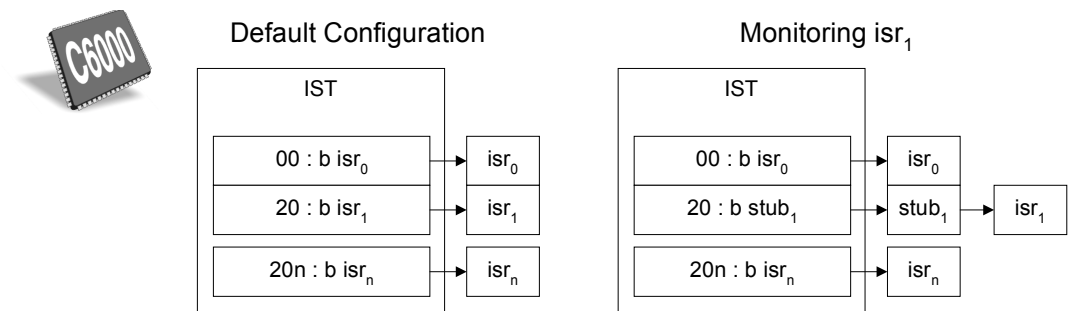 C6000
Default Configuration
IST
00 : b isr0
isr0
20 : b isr1
isr1
20n : b isrn
isrn
Monitoring isr1
IST
00 : b isr0
isr0
20 : b stub1
stub1
isr1
20n : b isrn
isrn